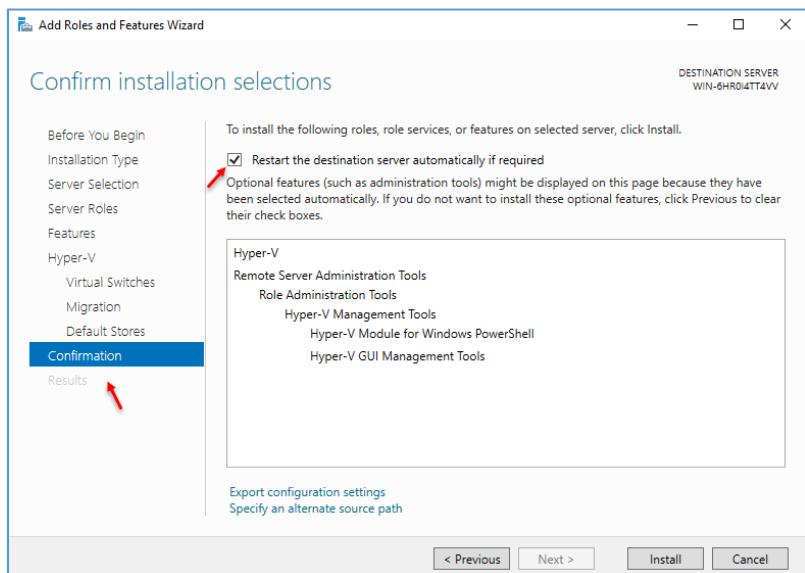 Add Roles and Features Wizard
Confirm installation selections
DESTINATION SERVER
WIN-6HR0I4TT4VV
Before You Begin
Installation Type
Server Selection
Server Roles
Features
Hyper-V
Virtual Switches
Migration
Default Stores
Confirmation
Results
To install the following roles, role services, or features on selected server, click Install.
Restart the destination server automatically if required
Optional features (such as administration tools) might be displayed on this page because they have
been selected automatically. If you do not want to install these optional features, click Previous to clear
their check boxes.
Hyper-V
Remote Server Administration Tools
Role Administration Tools
Hyper-V Management Tools
Hyper-V Module for Windows PowerShell
Hyper-V GUI Management Tools
Export configuration settings
Specify an alternate source path
< Previous
Next >
Install
Cancel